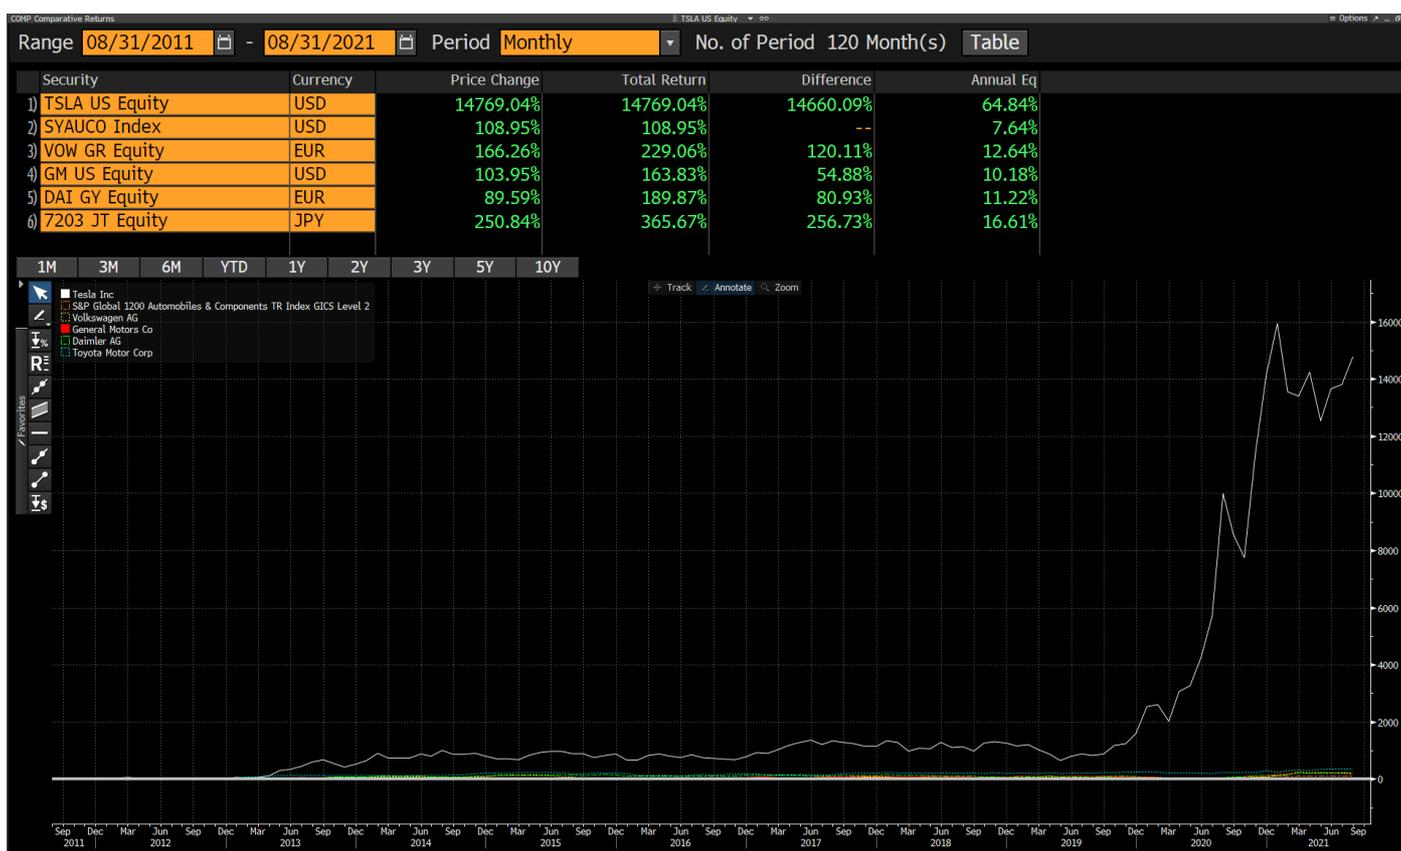 COMP Comparative Returns TSLA US Equity Options
Range 08/31/2011 - 08/31/2021 Period Monthly No. of Period 120 Month(s) Table
Security Currency Price Change Total Return Difference Annual Eq
1) TSLA US Equity USD 14769.04% 14769.04% 14660.09% 64.84%
2) SYAUCO Index USD 108.95% 108.95% -- 7.64%
3) VOW GR Equity EUR 166.26% 229.06% 120.11% 12.64%
4) GM US Equity USD 103.95% 163.83% 54.88% 10.18%
5) DAI GY Equity EUR 89.59% 189.87% 80.93% 11.22%
6) 7203 JT Equity JPY 250.84% 365.67% 256.73% 16.61%
1M 3M 6M YTD 1Y 2Y 3Y 5Y 10Y
Track Annotate Zoom
Tesla Inc
S&P Global 1200 Automobiles & Components TR Index GICS Level 2
Volkswagen AG
General Motors Co
Daimler AG
Toyota Motor Corp
%
R
$
Favorites
16000
14000
12000
10000
8000
6000
4000
2000
0
Sep Dec Mar Jun Sep Dec Mar Jun Sep Dec Mar Jun Sep Dec Mar Jun Sep Dec Mar Jun Sep Dec Mar Jun Sep Dec Mar Jun Sep Dec Mar Jun Sep Dec Mar Jun Sep Dec Mar Jun Sep
2011 2012 2013 2014 2015 2016 2017 2018 2019 2020 2021